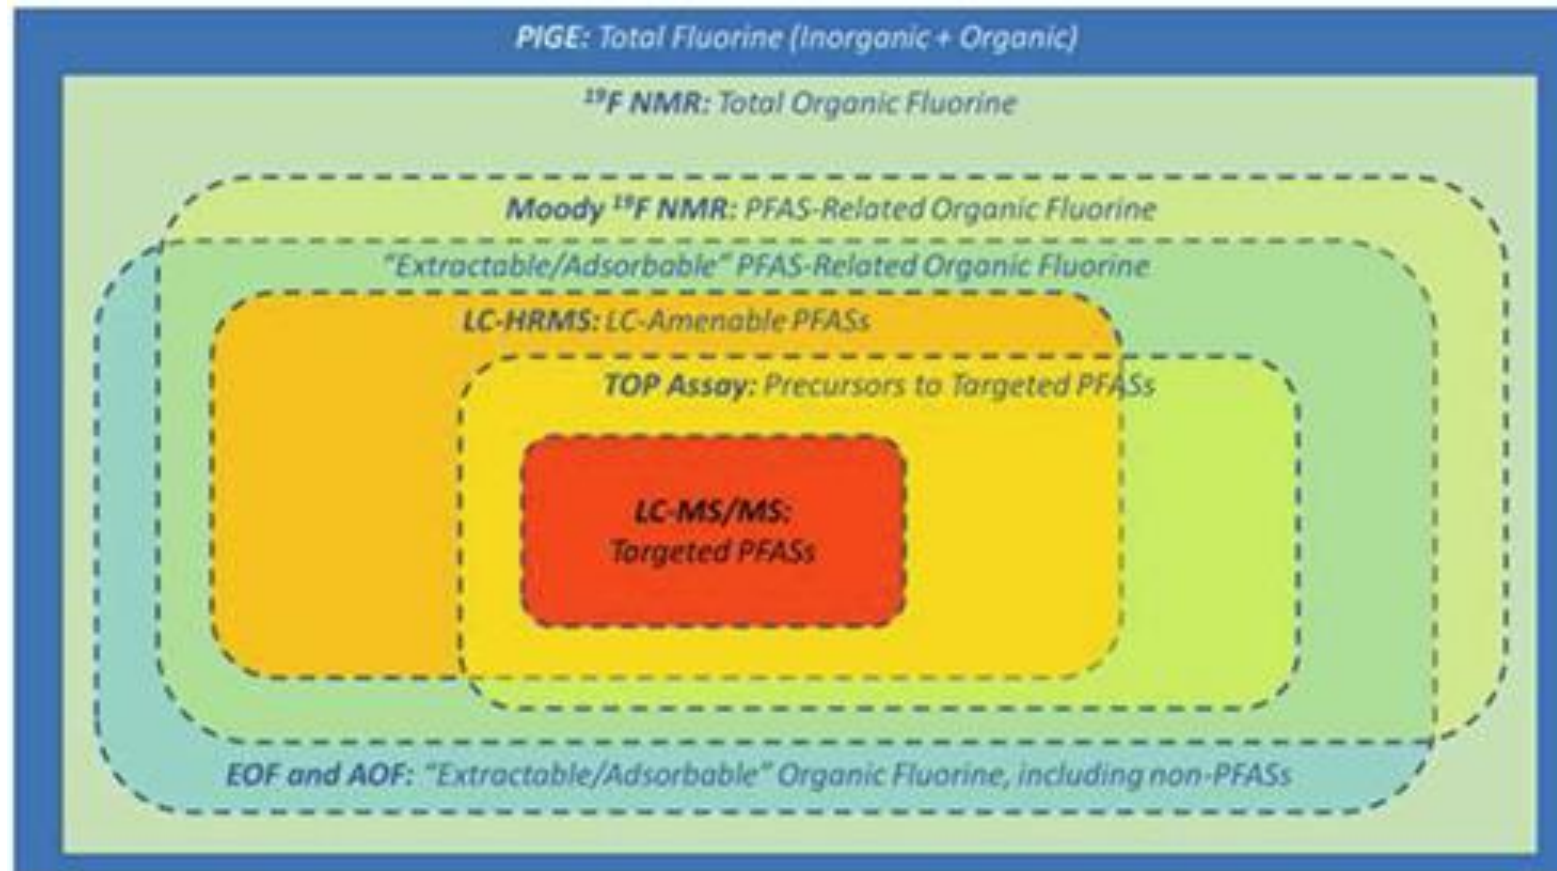 PIGE: Total Fluorine (Inorganic + Organic)
¹⁹F NMR: Total Organic Fluorine
Moody ¹⁹F NMR: PFAS-Related Organic Fluorine
“Extractable/Adsorbable” PFAS-Related Organic Fluorine
LC-HRMS: LC-Amenable PFASs
TOP Assay: Precursors to Targeted PFASs
LC-MS/MS:
Targeted PFASs
EOF and AOF: “Extractable/Adsorbable” Organic Fluorine, including non-PFASs